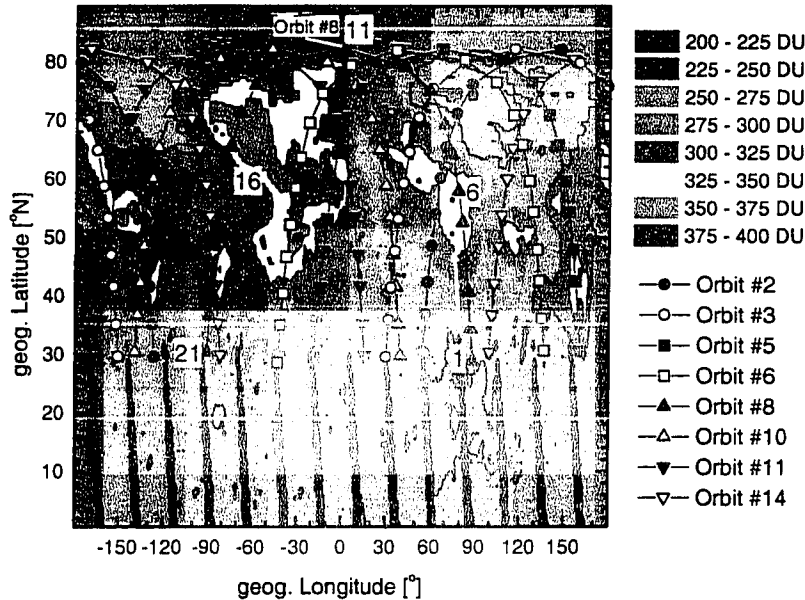 Orbit #8 11
80
70
60
50
40
30
20
10
16
6
21
1
geog. Latitude [°N]
-150 -120 -90 -60 -30 0 30 60 90 120 150
geog. Longitude [°]
200 - 225 DU
225 - 250 DU
250 - 275 DU
275 - 300 DU
300 - 325 DU
325 - 350 DU
350 - 375 DU
375 - 400 DU
Orbit #2
Orbit #3
Orbit #5
Orbit #6
Orbit #8
Orbit #10
Orbit #11
Orbit #14